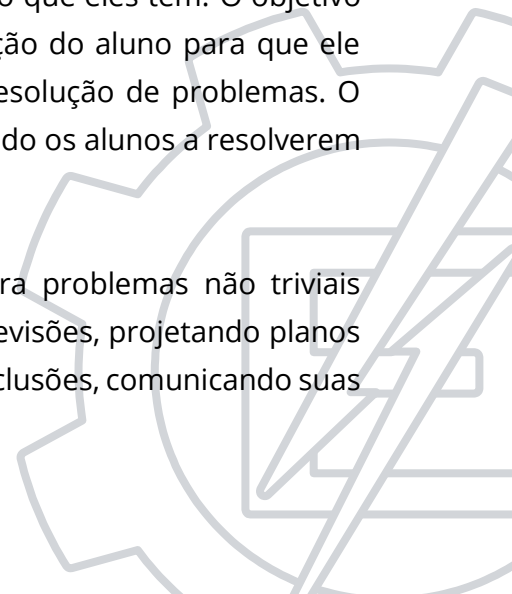 que eles têm. O objetivo
ção do aluno para que ele
esolução de problemas. O
do os alunos a resolverem
ra problemas não triviais
evisões, projetando planos
clusões, comunicando suas